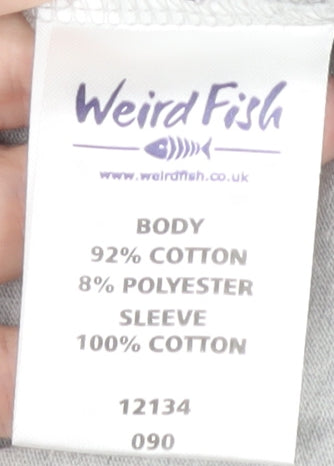 Weird Fish
www.weirdfish.co.uk
BODY
92% COTTON
8% POLYESTER
SLEEVE
100% COTTON
12134
090